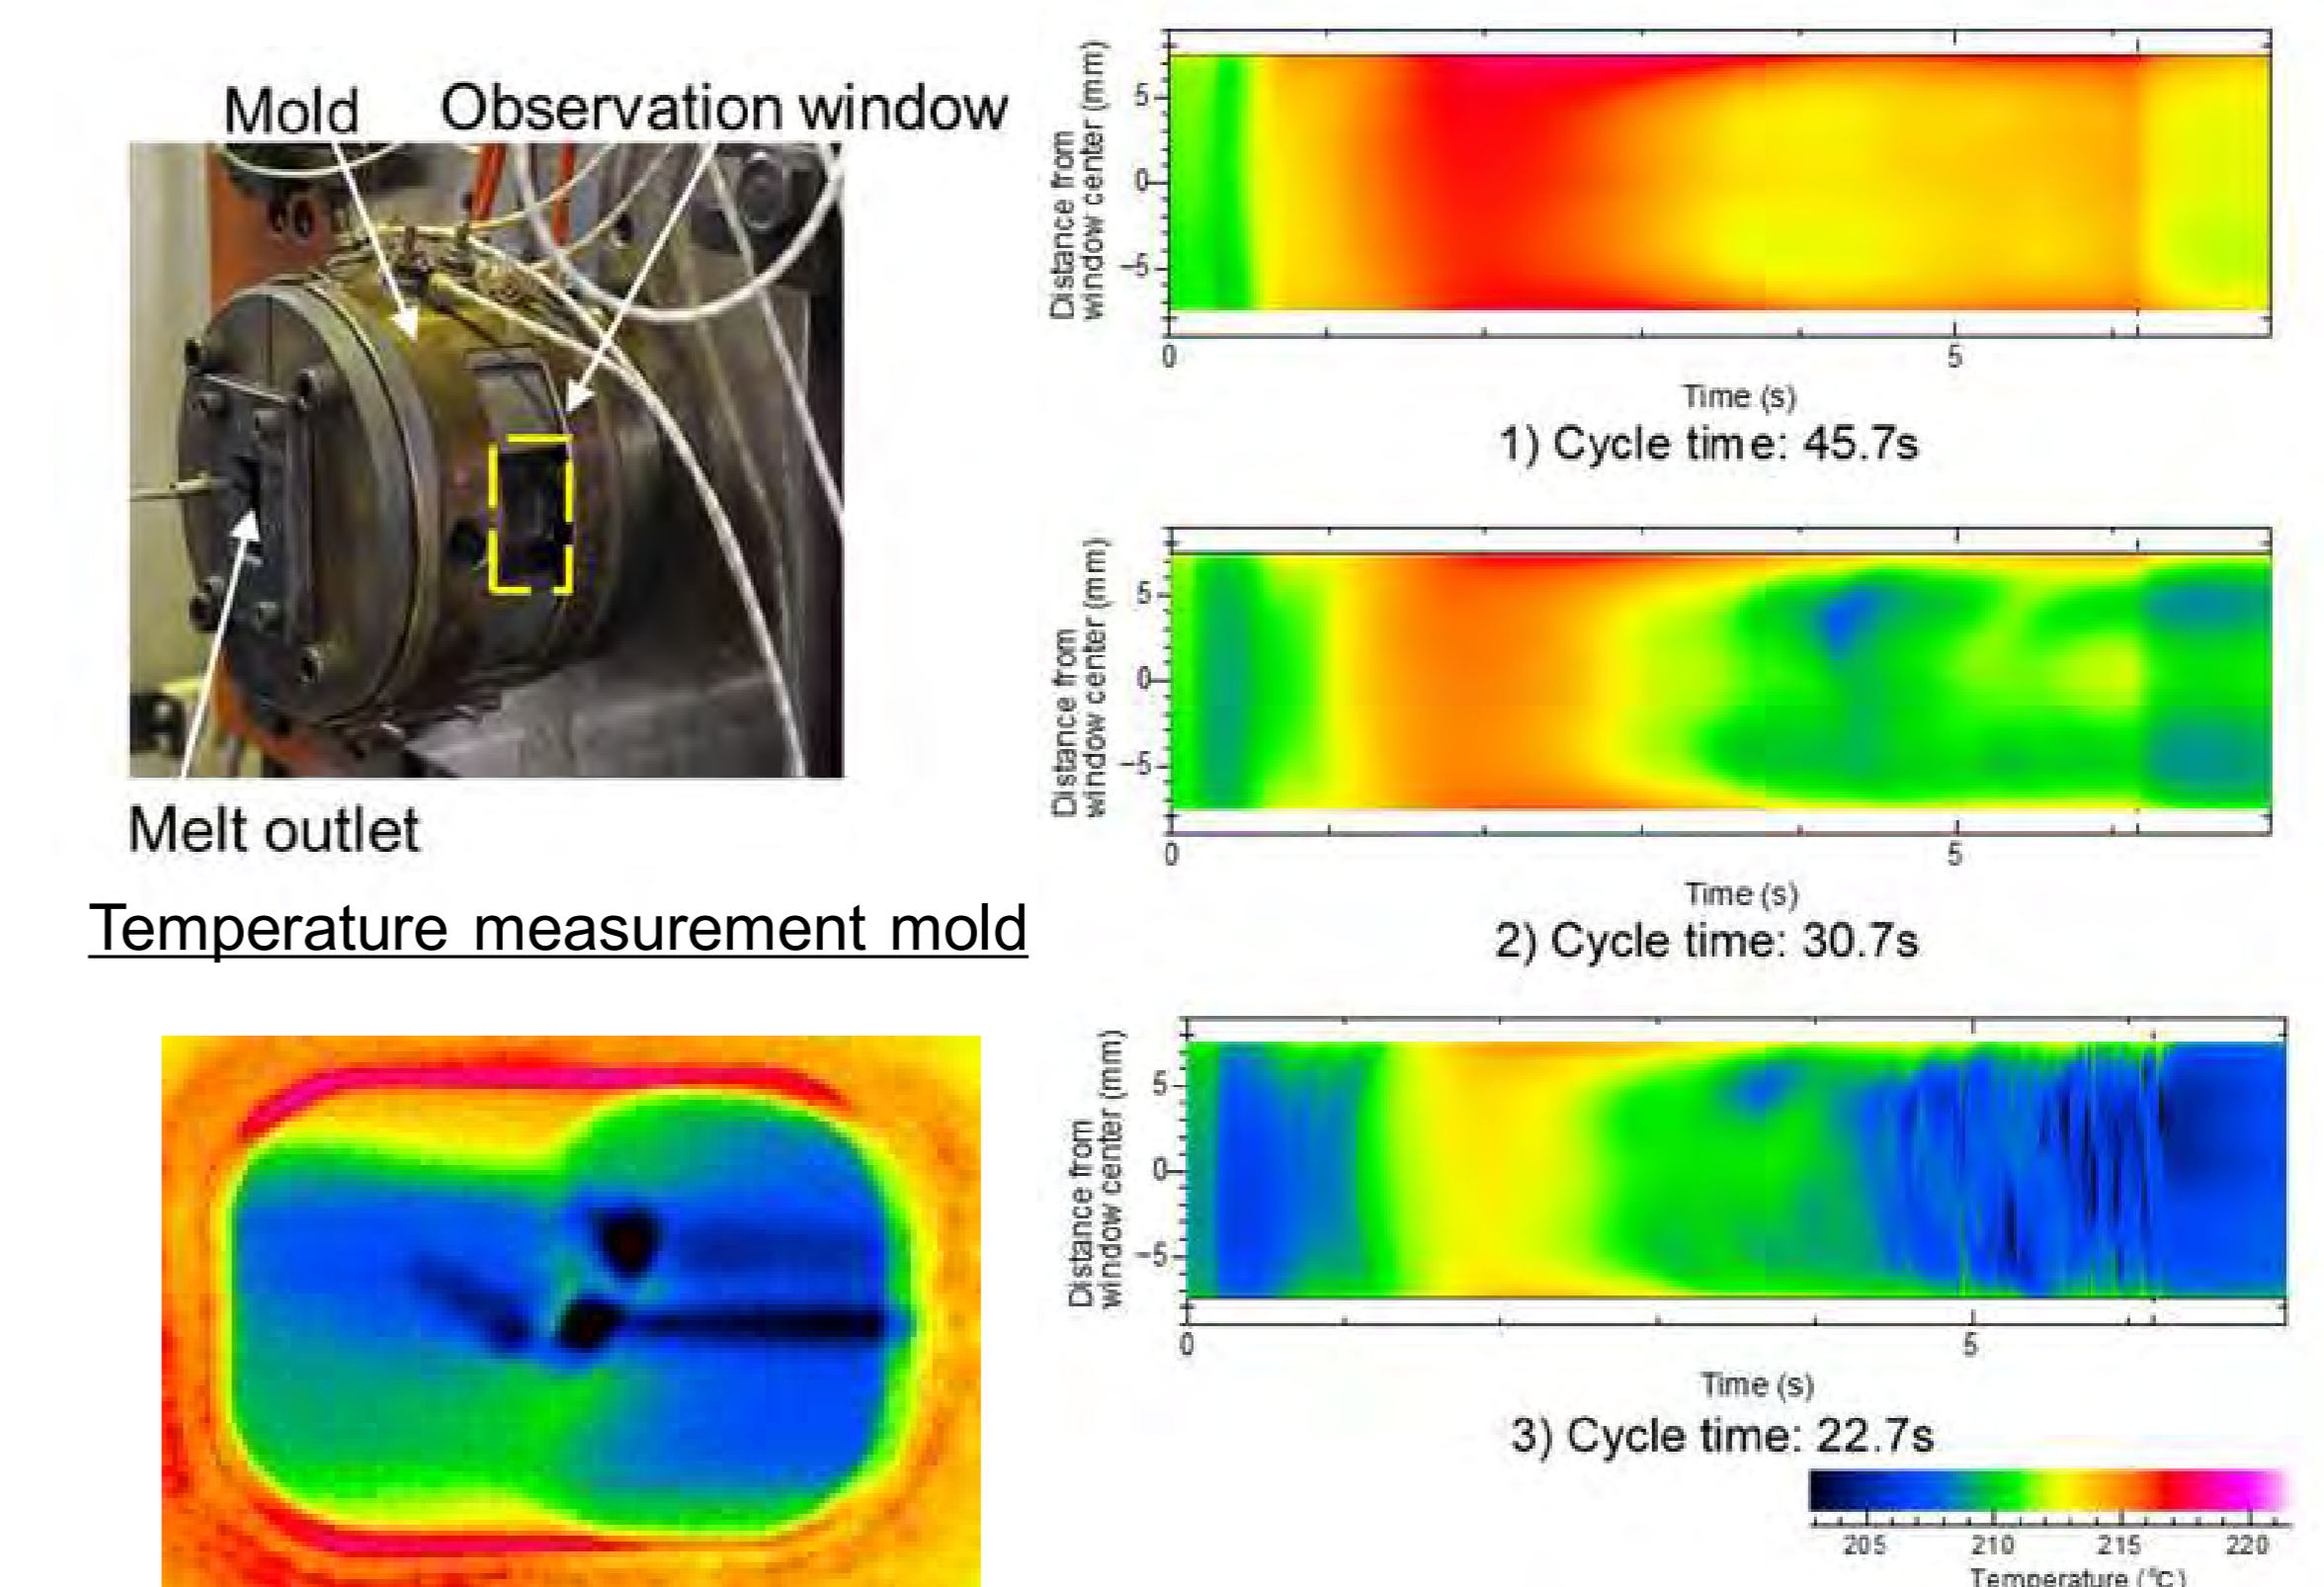 Mold
Observation window
Melt outlet
Temperature measurement mold
Distance from
window center (mm)
5
0
−5
0
5
Time (s)
1) Cycle time: 45.7s
Distance from
window center (mm)
5
0
−5
0
5
Time (s)
2) Cycle time: 30.7s
Distance from
window center (mm)
5
0
−5
0
5
Time (s)
3) Cycle time: 22.7s
205 210 215 220
Temperature (°C)